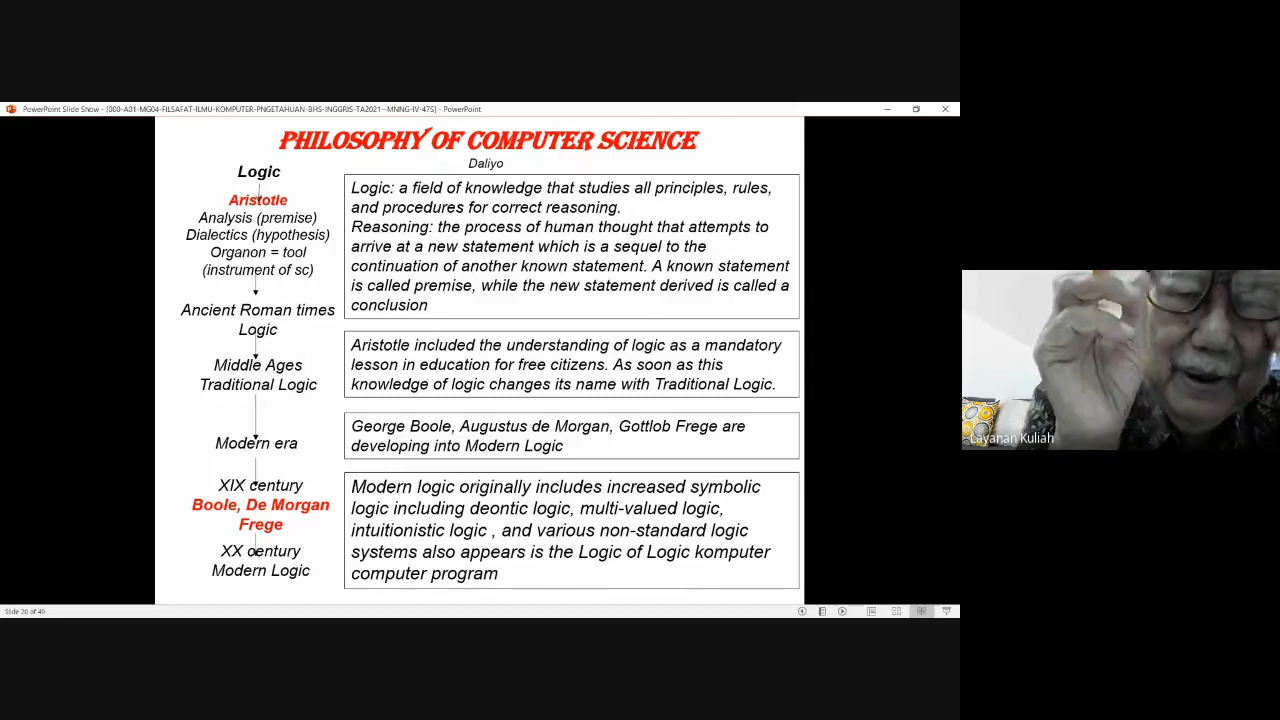 PowerPoint Slide Show - [000-A01-MG04-FILSAFAT-ILMU-KOMPUTER-PNGETAHUAN-BHS-INGGRIS-TA2021--MNNG-IV-47S] - PowerPoint
PHILOSOPHY OF COMPUTER SCIENCE
Daliyo
Logic
Aristotle
Analysis (premise)
Dialectics (hypothesis)
Organon = tool
(instrument of sc)
Ancient Roman times
Logic
Middle Ages
Traditional Logic
Modern era
XIX century
Boole, De Morgan
Frege
XX century
Modern Logic
Logic: a field of knowledge that studies all principles, rules,
and procedures for correct reasoning.
Reasoning: the process of human thought that attempts to
arrive at a new statement which is a sequel to the
continuation of another known statement. A known statement
is called premise, while the new statement derived is called a
conclusion
Aristotle included the understanding of logic as a mandatory
lesson in education for free citizens. As soon as this
knowledge of logic changes its name with Traditional Logic.
George Boole, Augustus de Morgan, Gottlob Frege are
developing into Modern Logic
Modern logic originally includes increased symbolic
logic including deontic logic, multi-valued logic,
intuitionistic logic , and various non-standard logic
systems also appears is the Logic of Logic komputer
computer program
Slide 20 of 49
Layanan Kuliah